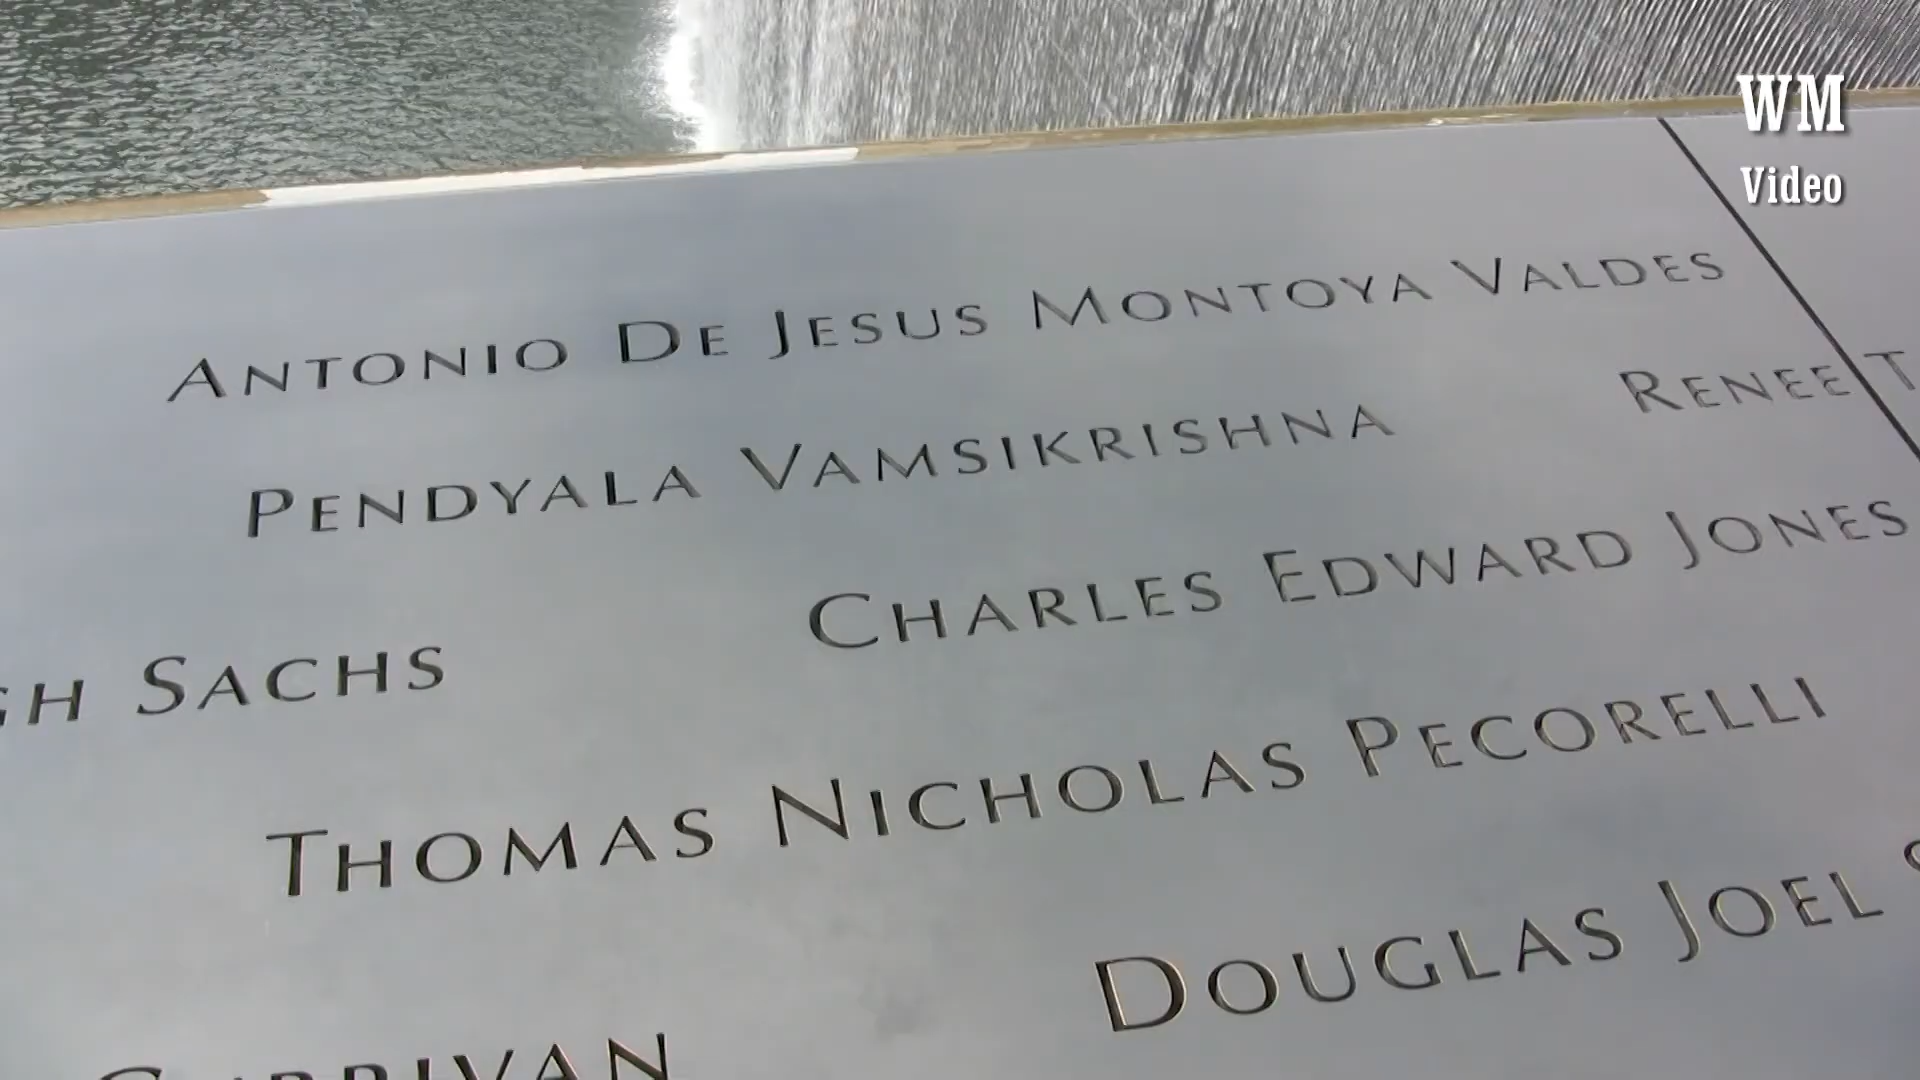 WM
Video
ANTONIO DE JESUS MONTOYA VALDES
PENDYALA VAMSIKRISHNA RENEE
SACHS CHARLES EDWARD JONES
THOMAS NICHOLAS PECORELLI
DOUGLAS JOEL